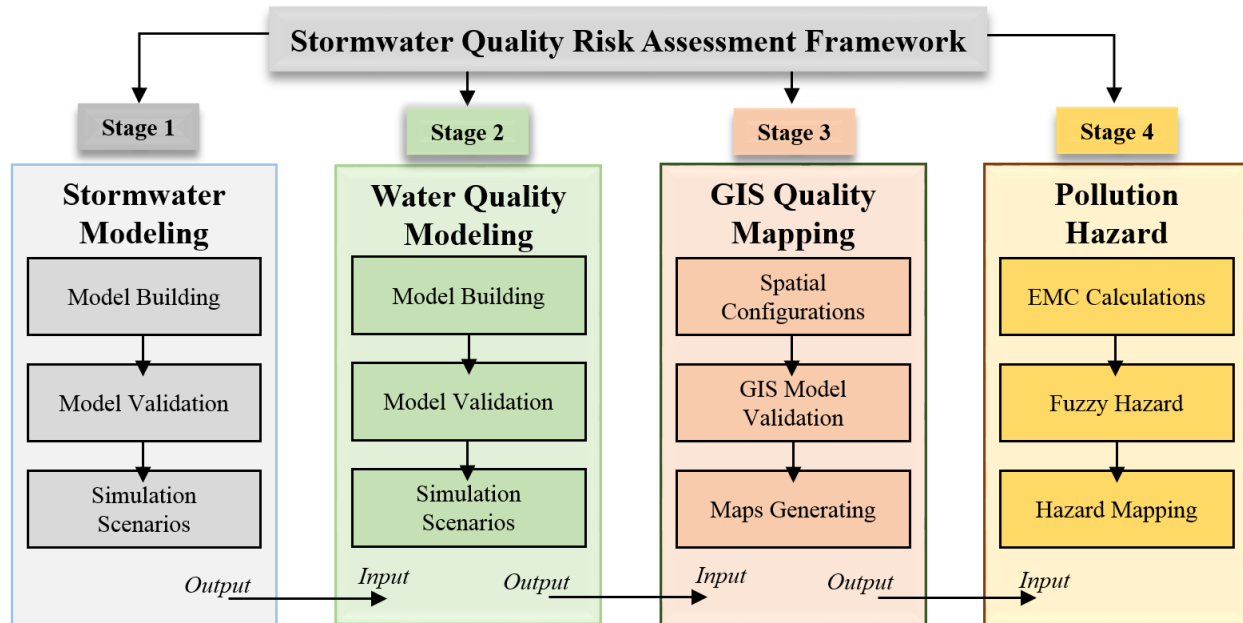 Stormwater Quality Risk Assessment Framework
Stage 1
Stage 2
Stage 3
Stage 4
Stormwater
Modeling
Model Building
Model Validation
Simulation
Scenarios
Output
Water Quality
Modeling
Model Building
Model Validation
Simulation
Scenarios
Input
Output
GIS Quality
Mapping
Spatial
Configurations
GIS Model
Validation
Maps Generating
Input
Output
Pollution
Hazard
EMC Calculations
Fuzzy Hazard
Hazard Mapping
Input